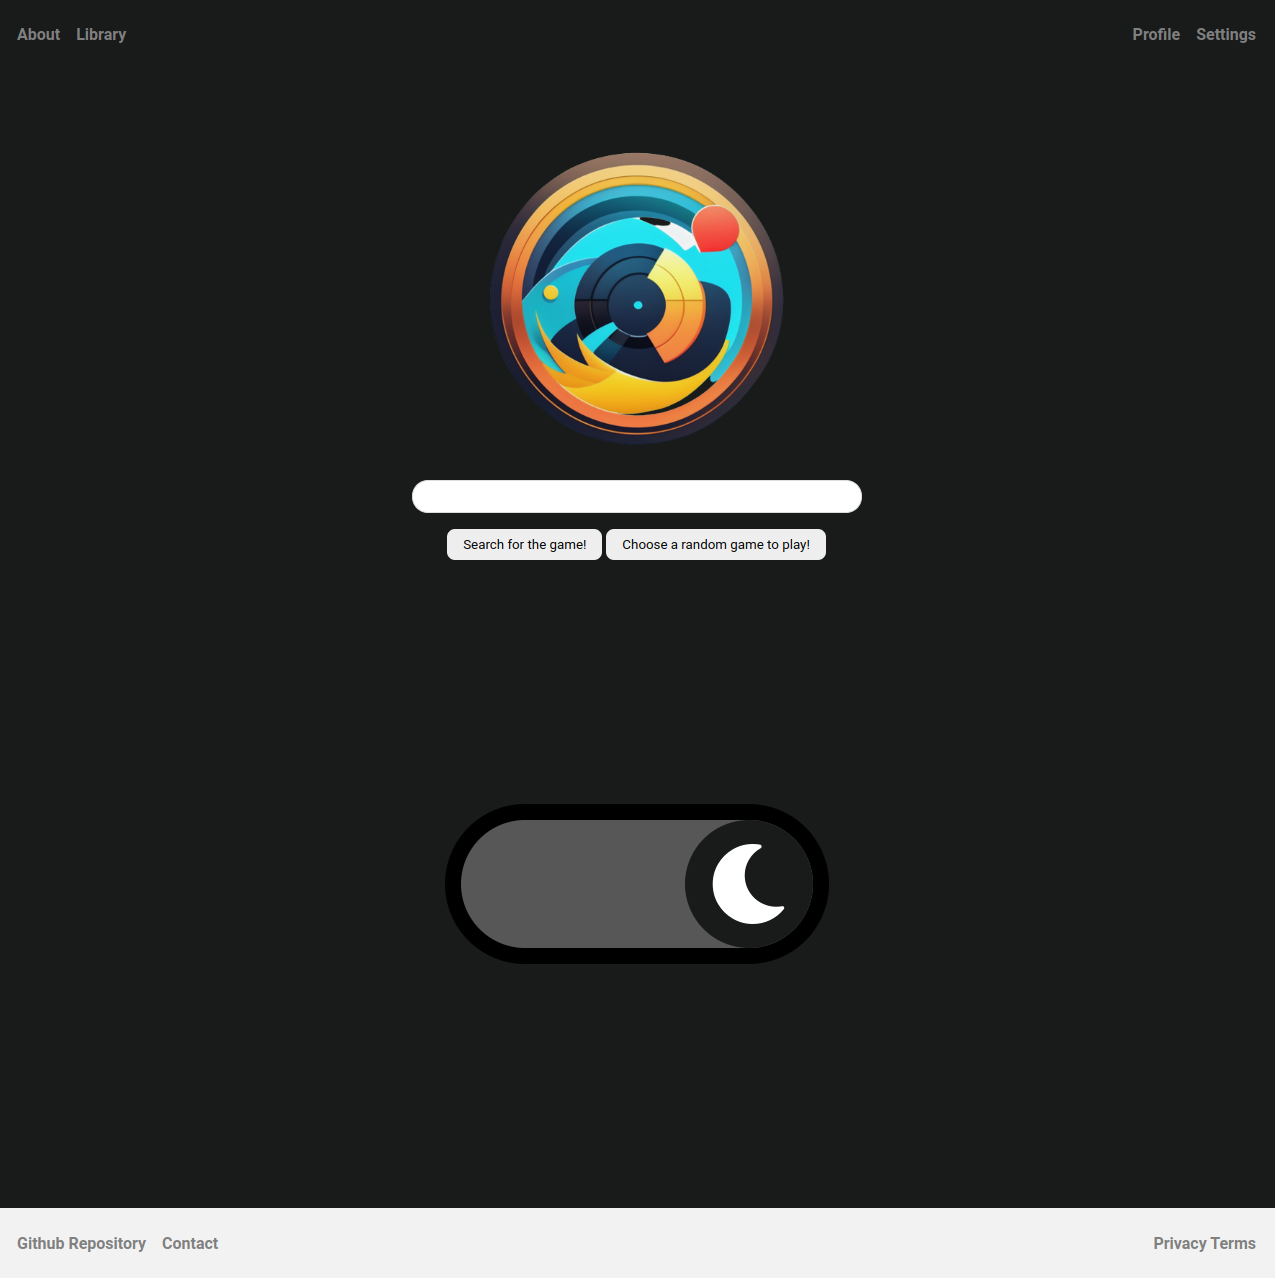 About Library Profile Settings
Search for the game! Choose a random game to play!
Github Repository Contact Privacy Terms